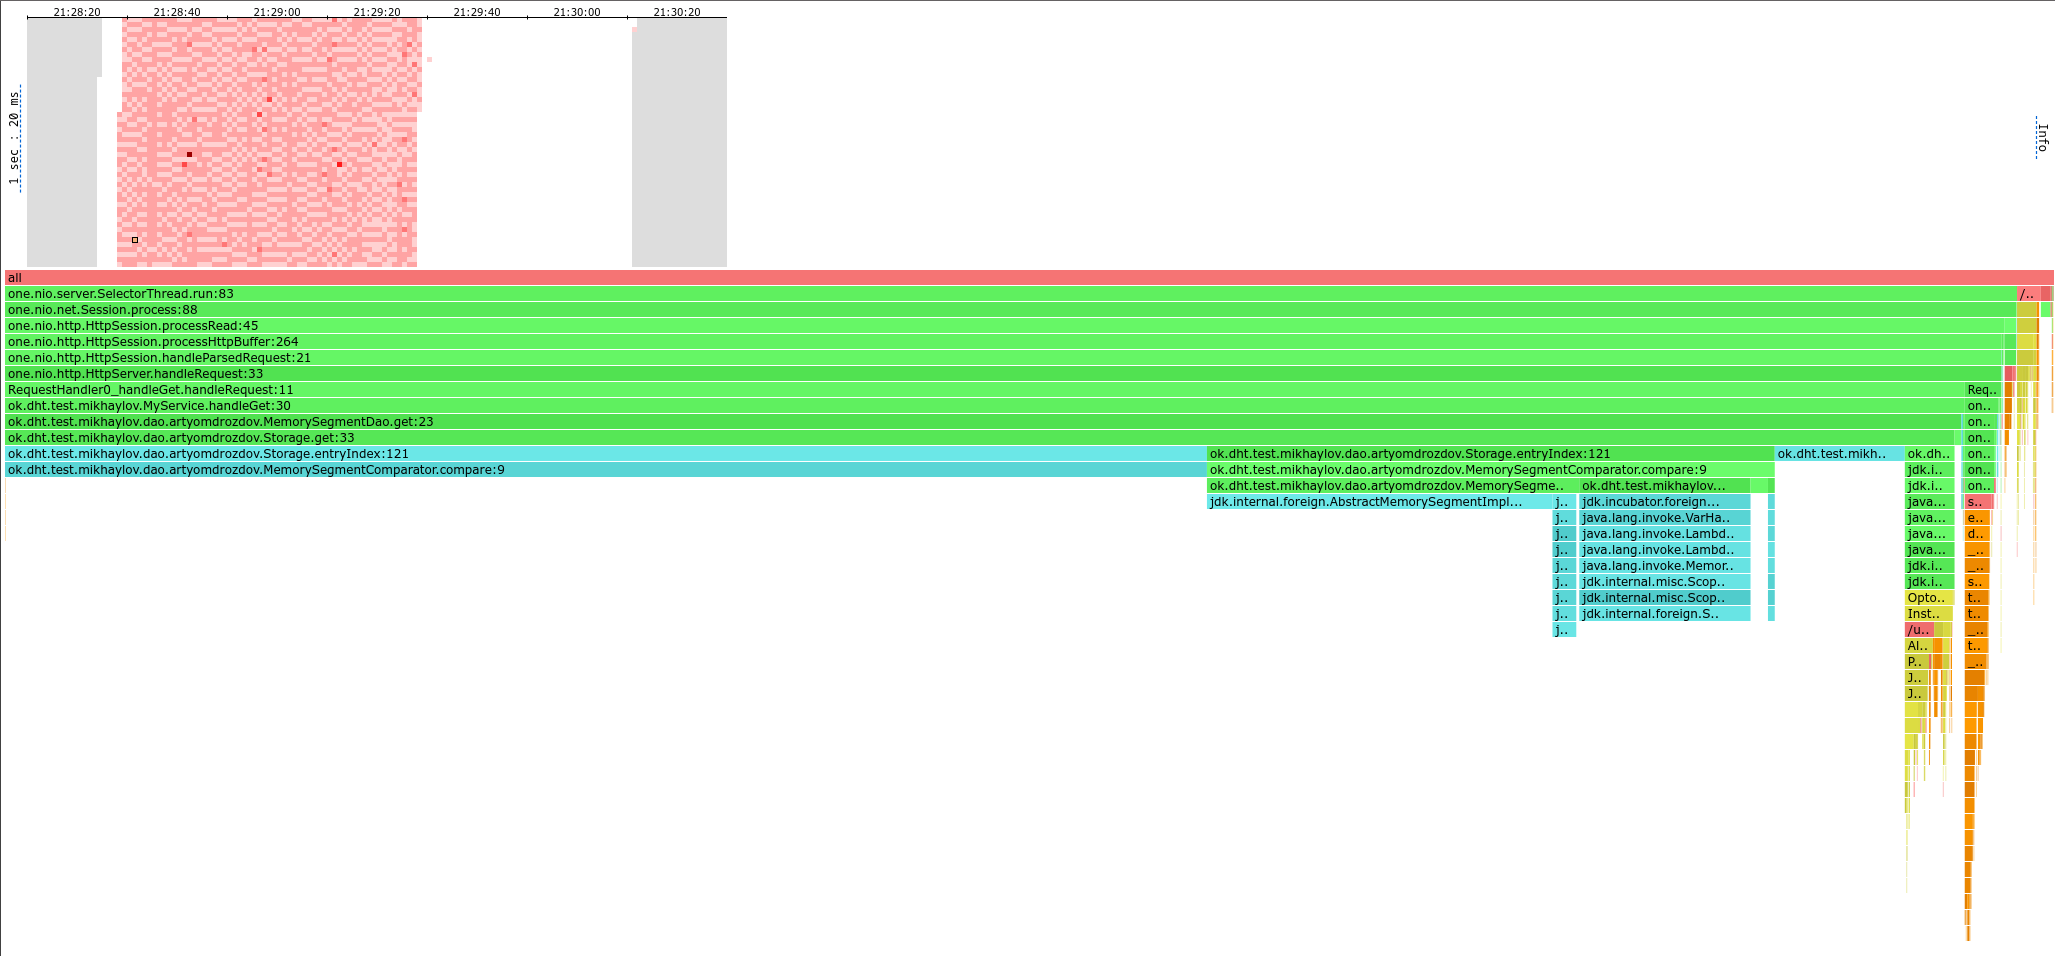 21:28:20 21:28:40 21:29:00 21:29:20 21:29:40 21:30:00 21:30:20
1 sec : 20 ms
Info
all
one.nio.server.SelectorThread.run:83 /..
one.nio.net.Session.process:88
one.nio.http.HttpSession.processRead:45
one.nio.http.HttpSession.processHttpBuffer:264
one.nio.http.HttpSession.handleParsedRequest:21
one.nio.http.HttpServer.handleRequest:33
RequestHandler0_handleGet.handleRequest:11 Req..
ok.dht.test.mikhaylov.MyService.handleGet:30 on..
ok.dht.test.mikhaylov.dao.artyomdrozdov.MemorySegmentDao.get:23 on..
ok.dht.test.mikhaylov.dao.artyomdrozdov.Storage.get:33 on..
ok.dht.test.mikhaylov.dao.artyomdrozdov.Storage.entryIndex:121 ok.dht.test.mikhaylov.dao.artyomdrozdov.Storage.entryIndex:121 ok.dht.test.mikh.. ok.dh.. on..
ok.dht.test.mikhaylov.dao.artyomdrozdov.MemorySegmentComparator.compare:9 ok.dht.test.mikhaylov.dao.artyomdrozdov.MemorySegmentComparator.compare:9 jdk.i.. on..
ok.dht.test.mikhaylov.dao.artyomdrozdov.MemorySegme.. ok.dht.test.mikhaylov... jdk.i.. on..
jdk.internal.foreign.AbstractMemorySegmentImpl... j.. jdk.incubator.foreign... java... s..
j.. java.lang.invoke.VarHa.. java... e..
j.. java.lang.invoke.Lambd.. java... d..
j.. java.lang.invoke.Lambd.. java... _..
j.. java.lang.invoke.Memor.. jdk.i.. _..
j.. jdk.internal.misc.Scop.. jdk.i.. s..
j.. jdk.internal.misc.Scop.. Opto.. t..
j.. jdk.internal.foreign.S.. Inst.. t..
j.. /u.. _..
Al.. t..
P.. _..
J..
J..